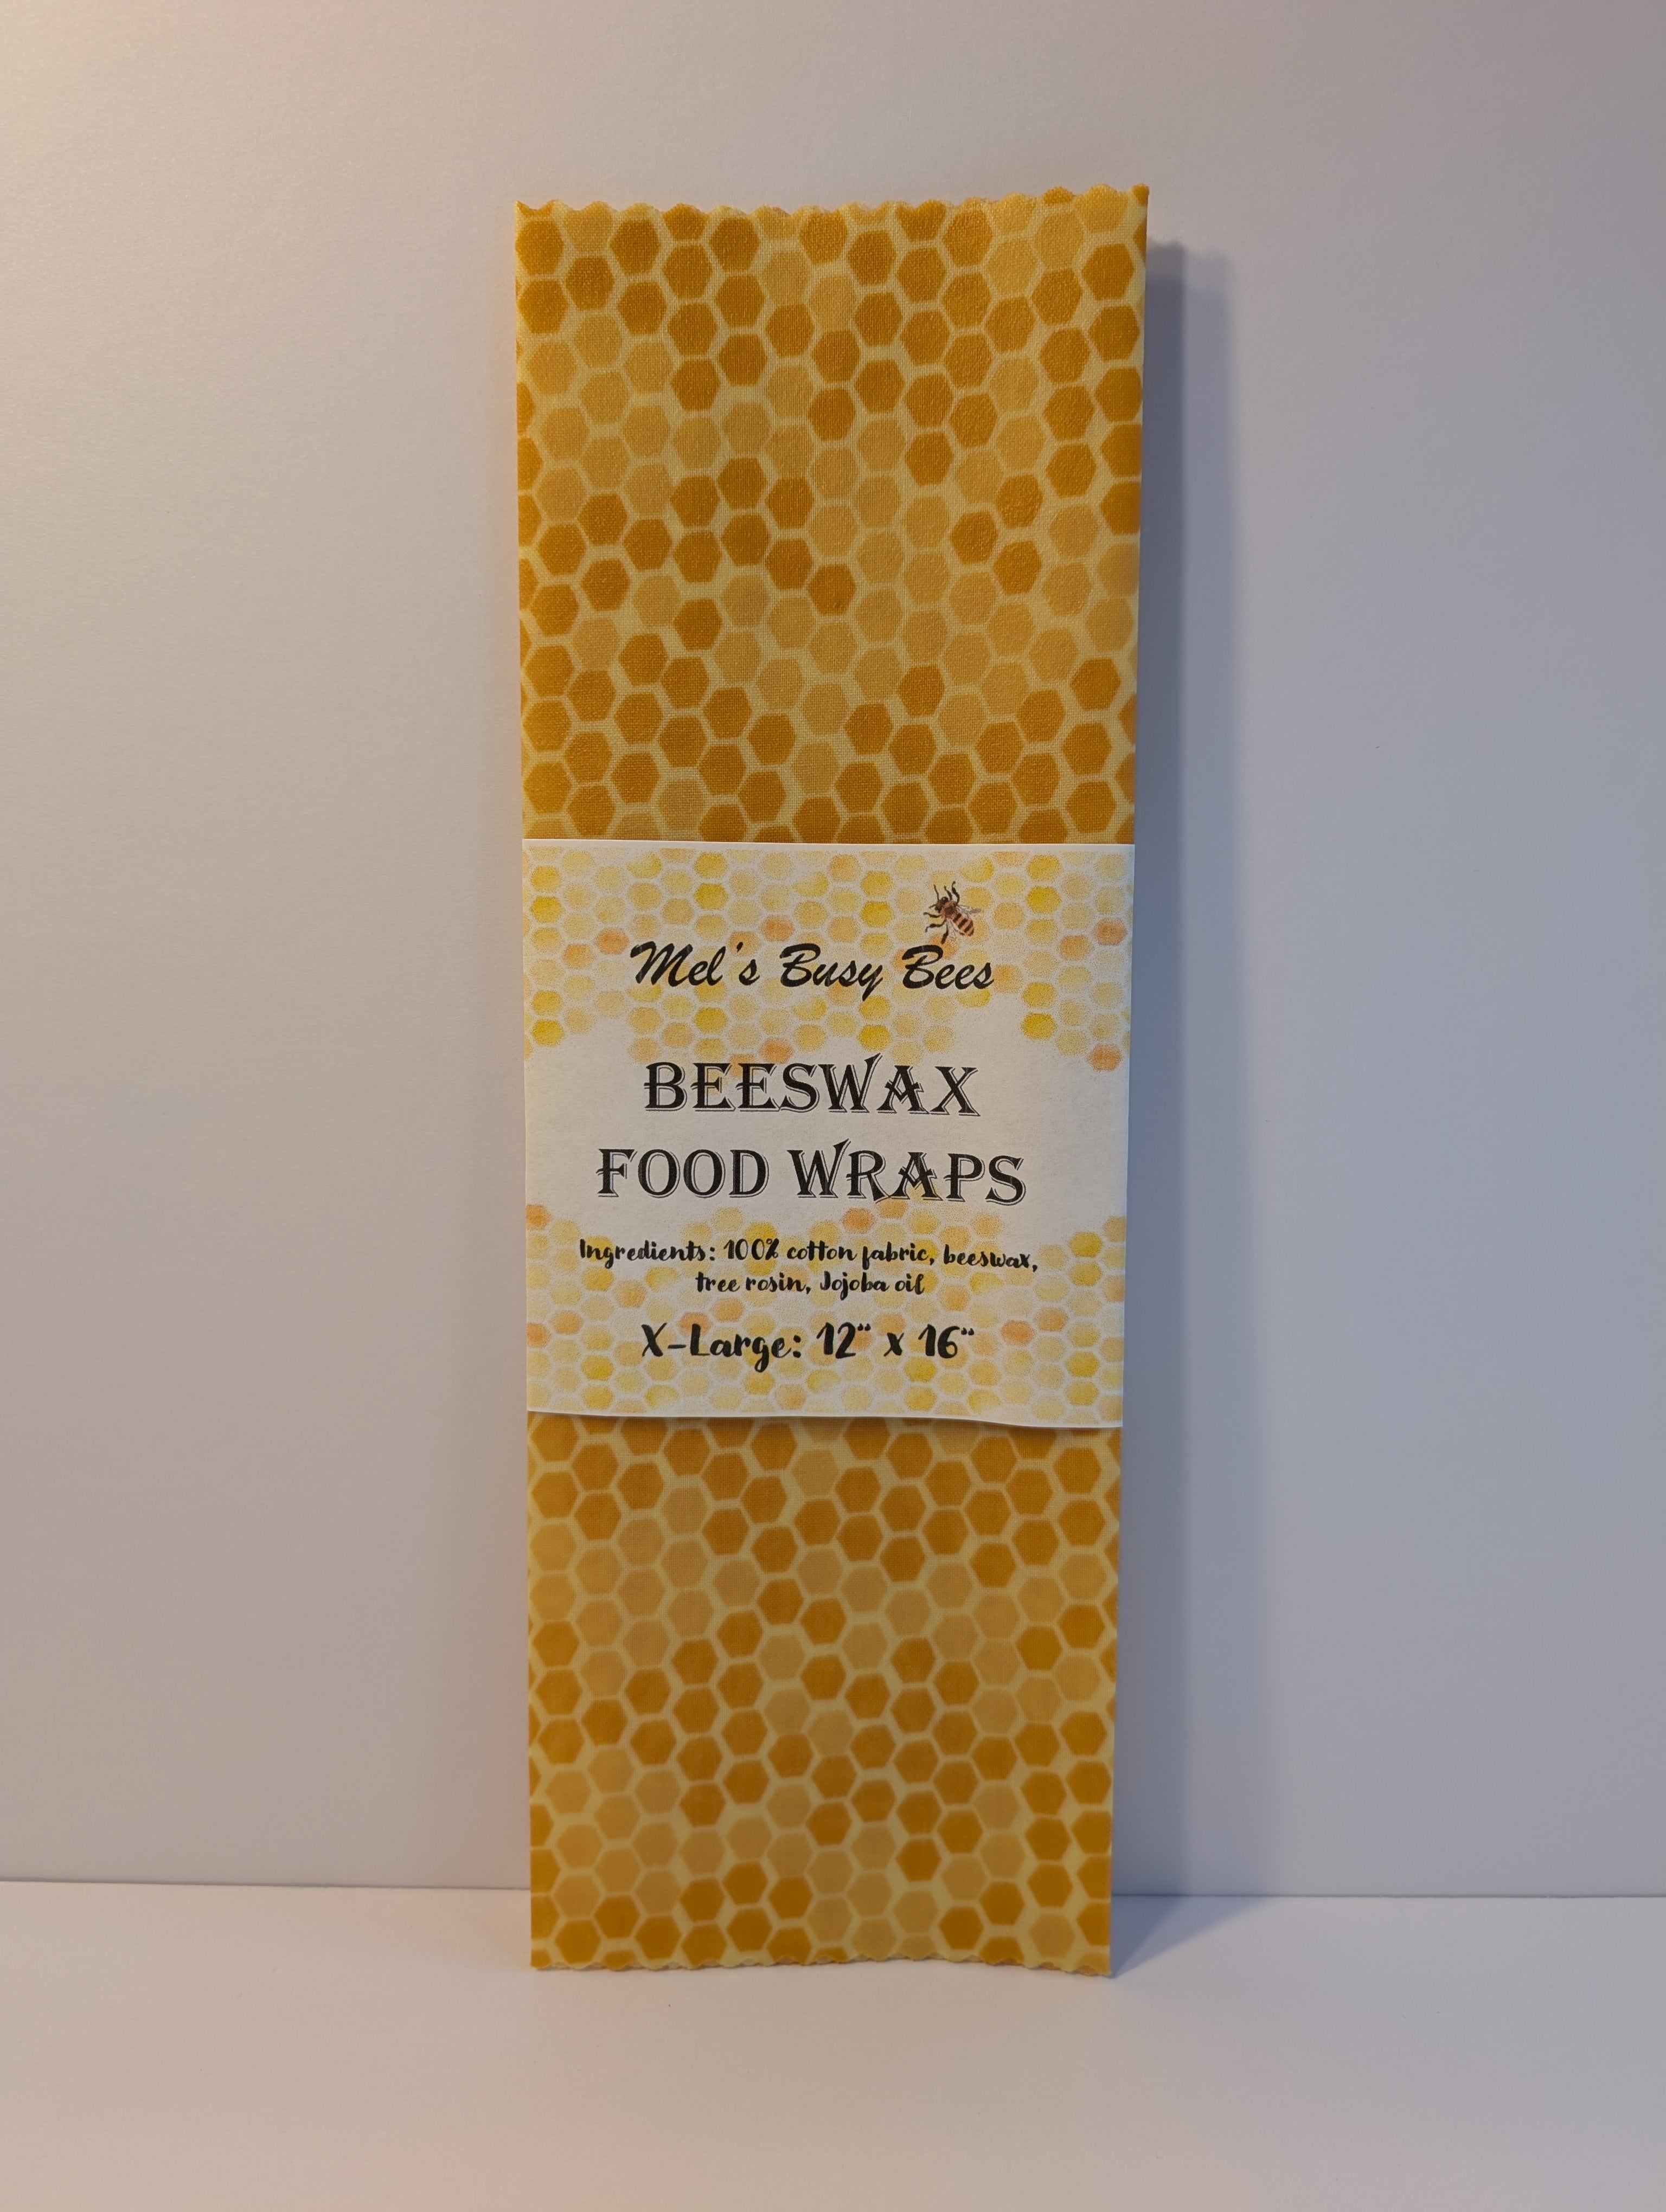 Mel's Busy Bees
BEESWAX
FOOD WRAPS
Ingredients: 100% cotton fabric, beeswax,
tree rosin, Jojoba oil
X-Large: 12" x 16"